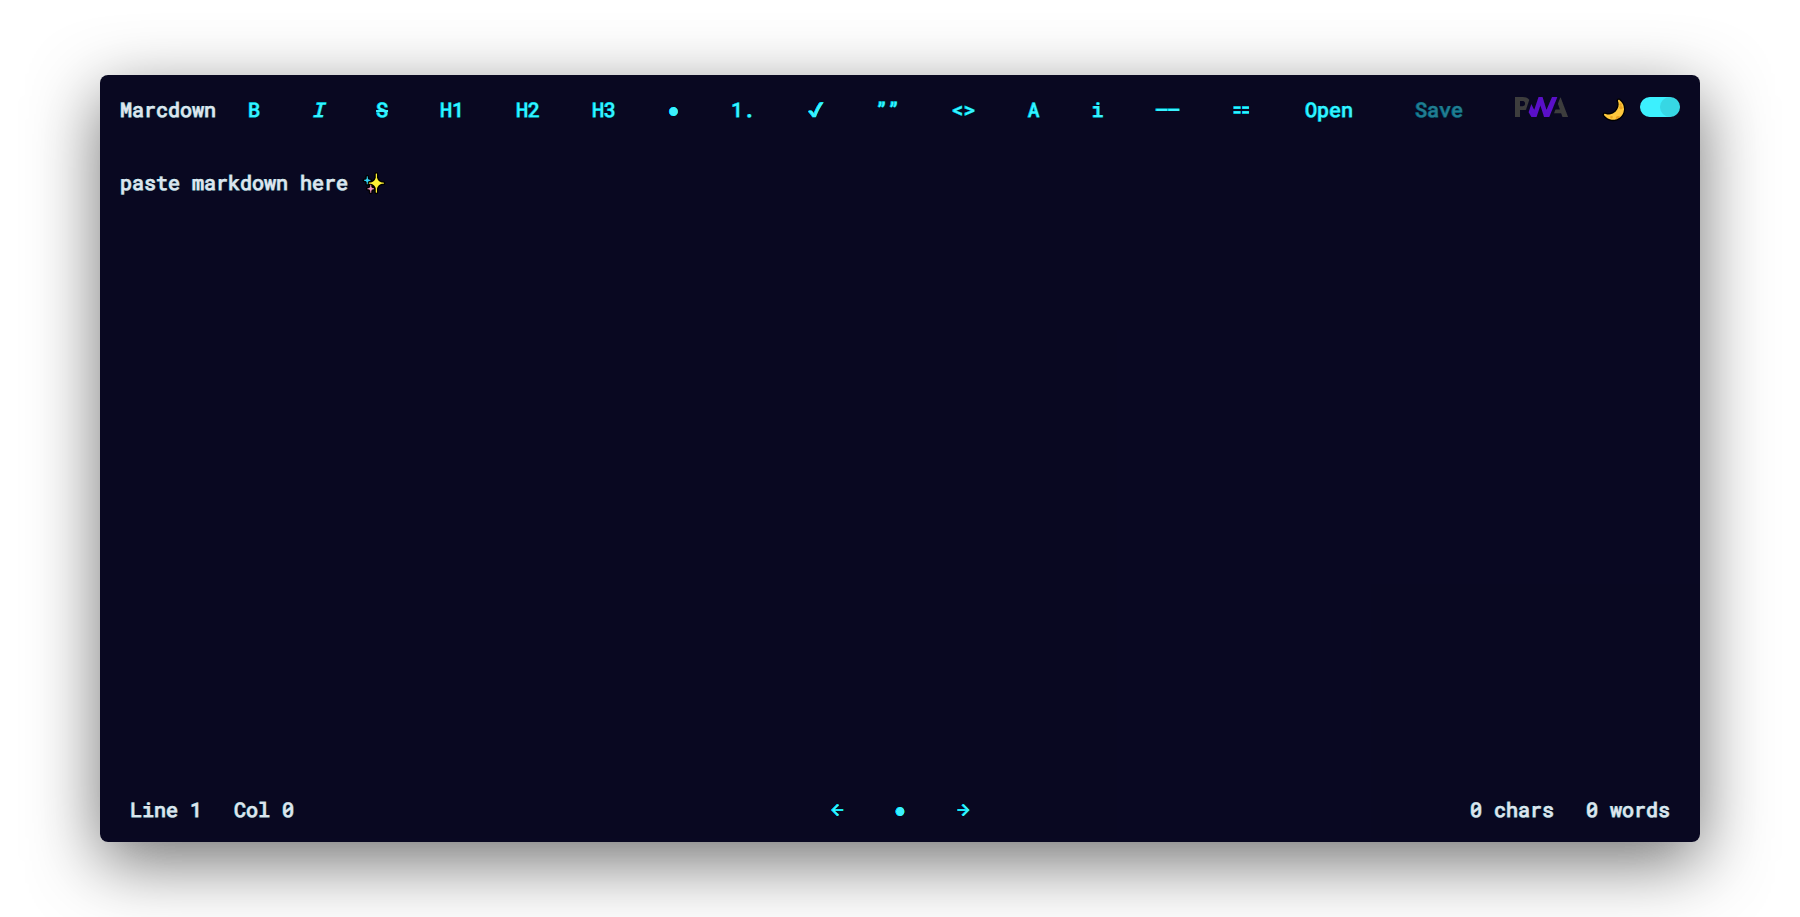 Marcdown B I S H1 H2 H3 ● 1. ✓ ”” <> A i —— == Open Save PWA 🌙
paste markdown here ✨
Line 1 Col 0 ← ● → 0 chars 0 words